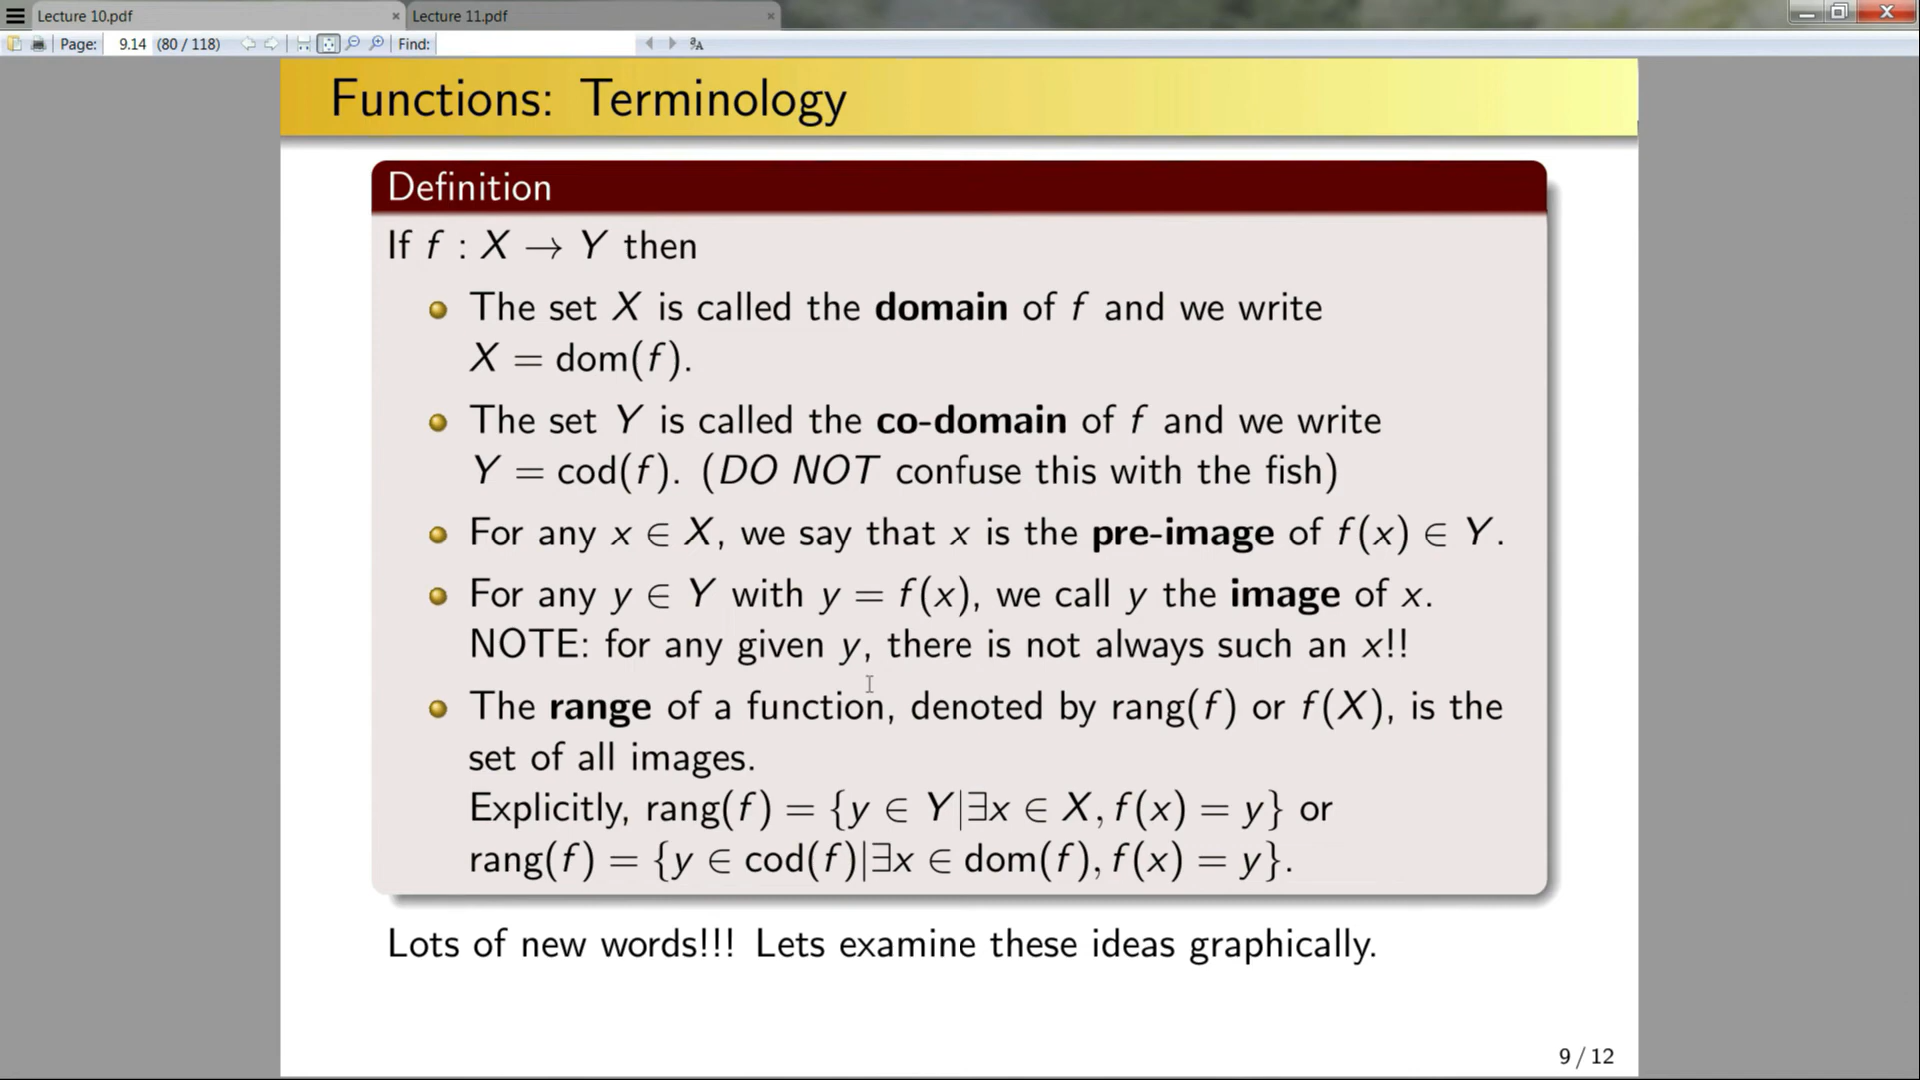 Lecture 10.pdf
Lecture 11.pdf
Page: 9.14 (80 / 118) Find:
Functions: Terminology
Definition
If f : X → Y then
The set X is called the domain of f and we write
X = dom(f).
The set Y is called the co-domain of f and we write
Y = cod(f). (DO NOT confuse this with the fish)
For any x ∈ X, we say that x is the pre-image of f(x) ∈ Y.
For any y ∈ Y with y = f(x), we call y the image of x.
NOTE: for any given y, there is not always such an x!!
The range of a function, denoted by rang(f) or f(X), is the
set of all images.
Explicitly, rang(f) = {y ∈ Y|∃x ∈ X, f(x) = y} or
rang(f) = {y ∈ cod(f)|∃x ∈ dom(f), f(x) = y}.
Lots of new words!!! Lets examine these ideas graphically.
9 / 12